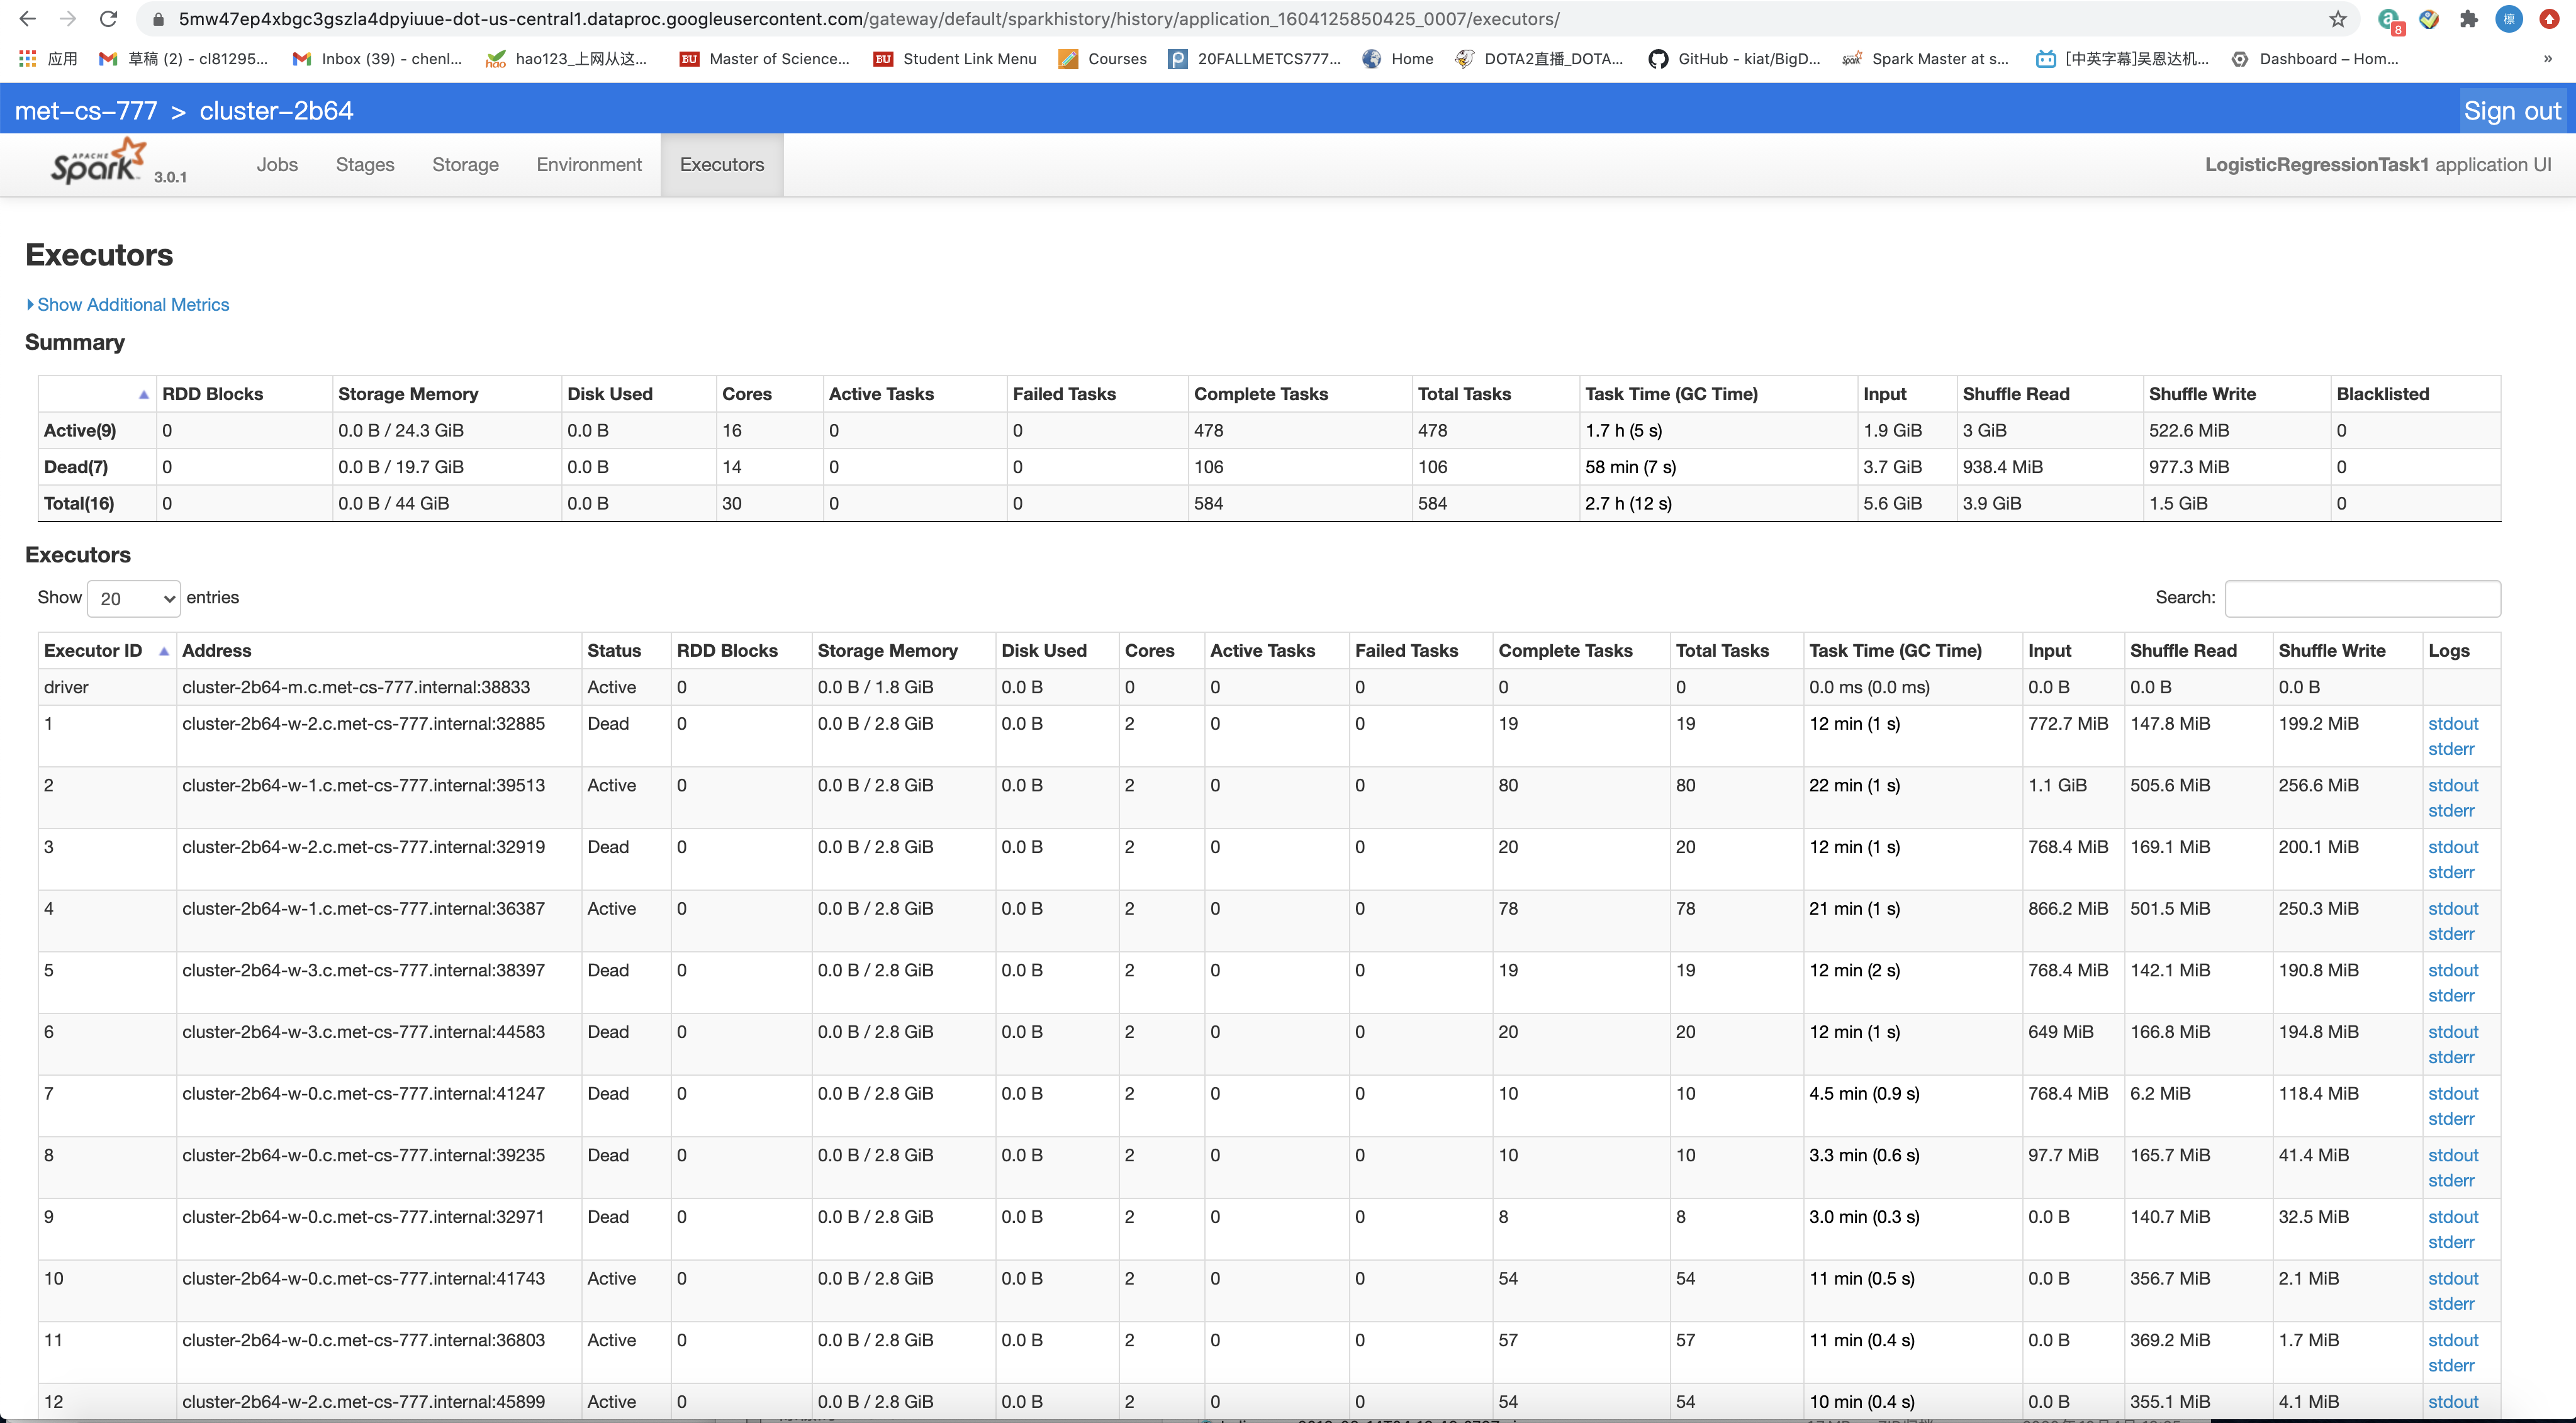 5mw47ep4xbgc3gszla4dpyiuue-dot-us-central1.dataproc.googleusercontent.com/gateway/default/sparkhistory/history/application_1604125850425_0007/executors/
8 檩
应用 草稿 (2) - cl81295... Inbox (39) - chenl... hao hao123_上网从这... BU Master of Science... BU Student Link Menu Courses 20FALLMETCS777... Home DOTA2直播_DOTA... GitHub - kiat/BigD... Spark Master at s... [中英字幕]吴恩达机... Dashboard – Hom... »
met-cs-777 > cluster-2b64 Sign out
APACHE Spark 3.0.1 Jobs Stages Storage Environment Executors LogisticRegressionTask1 application UI
Executors
Show Additional Metrics
Summary
RDD Blocks Storage Memory Disk Used Cores Active Tasks Failed Tasks Complete Tasks Total Tasks Task Time (GC Time) Input Shuffle Read Shuffle Write Blacklisted
Active(9) 0 0.0 B / 24.3 GiB 0.0 B 16 0 0 478 478 1.7 h (5 s) 1.9 GiB 3 GiB 522.6 MiB 0
Dead(7) 0 0.0 B / 19.7 GiB 0.0 B 14 0 0 106 106 58 min (7 s) 3.7 GiB 938.4 MiB 977.3 MiB 0
Total(16) 0 0.0 B / 44 GiB 0.0 B 30 0 0 584 584 2.7 h (12 s) 5.6 GiB 3.9 GiB 1.5 GiB 0
Executors
Show 20 entries Search:
Executor ID Address Status RDD Blocks Storage Memory Disk Used Cores Active Tasks Failed Tasks Complete Tasks Total Tasks Task Time (GC Time) Input Shuffle Read Shuffle Write Logs
driver cluster-2b64-m.c.met-cs-777.internal:38833 Active 0 0.0 B / 1.8 GiB 0.0 B 0 0 0 0 0 0.0 ms (0.0 ms) 0.0 B 0.0 B 0.0 B
1 cluster-2b64-w-2.c.met-cs-777.internal:32885 Dead 0 0.0 B / 2.8 GiB 0.0 B 2 0 0 19 19 12 min (1 s) 772.7 MiB 147.8 MiB 199.2 MiB stdout
stderr
2 cluster-2b64-w-1.c.met-cs-777.internal:39513 Active 0 0.0 B / 2.8 GiB 0.0 B 2 0 0 80 80 22 min (1 s) 1.1 GiB 505.6 MiB 256.6 MiB stdout
stderr
3 cluster-2b64-w-2.c.met-cs-777.internal:32919 Dead 0 0.0 B / 2.8 GiB 0.0 B 2 0 0 20 20 12 min (1 s) 768.4 MiB 169.1 MiB 200.1 MiB stdout
stderr
4 cluster-2b64-w-1.c.met-cs-777.internal:36387 Active 0 0.0 B / 2.8 GiB 0.0 B 2 0 0 78 78 21 min (1 s) 866.2 MiB 501.5 MiB 250.3 MiB stdout
stderr
5 cluster-2b64-w-3.c.met-cs-777.internal:38397 Dead 0 0.0 B / 2.8 GiB 0.0 B 2 0 0 19 19 12 min (2 s) 768.4 MiB 142.1 MiB 190.8 MiB stdout
stderr
6 cluster-2b64-w-3.c.met-cs-777.internal:44583 Dead 0 0.0 B / 2.8 GiB 0.0 B 2 0 0 20 20 12 min (1 s) 649 MiB 166.8 MiB 194.8 MiB stdout
stderr
7 cluster-2b64-w-0.c.met-cs-777.internal:41247 Dead 0 0.0 B / 2.8 GiB 0.0 B 2 0 0 10 10 4.5 min (0.9 s) 768.4 MiB 6.2 MiB 118.4 MiB stdout
stderr
8 cluster-2b64-w-0.c.met-cs-777.internal:39235 Dead 0 0.0 B / 2.8 GiB 0.0 B 2 0 0 10 10 3.3 min (0.6 s) 97.7 MiB 165.7 MiB 41.4 MiB stdout
stderr
9 cluster-2b64-w-0.c.met-cs-777.internal:32971 Dead 0 0.0 B / 2.8 GiB 0.0 B 2 0 0 8 8 3.0 min (0.3 s) 0.0 B 140.7 MiB 32.5 MiB stdout
stderr
10 cluster-2b64-w-0.c.met-cs-777.internal:41743 Active 0 0.0 B / 2.8 GiB 0.0 B 2 0 0 54 54 11 min (0.5 s) 0.0 B 356.7 MiB 2.1 MiB stdout
stderr
11 cluster-2b64-w-0.c.met-cs-777.internal:36803 Active 0 0.0 B / 2.8 GiB 0.0 B 2 0 0 57 57 11 min (0.4 s) 0.0 B 369.2 MiB 1.7 MiB stdout
stderr
12 cluster-2b64-w-2.c.met-cs-777.internal:45899 Active 0 0.0 B / 2.8 GiB 0.0 B 2 0 0 54 54 10 min (0.4 s) 0.0 B 355.1 MiB 4.1 MiB stdout